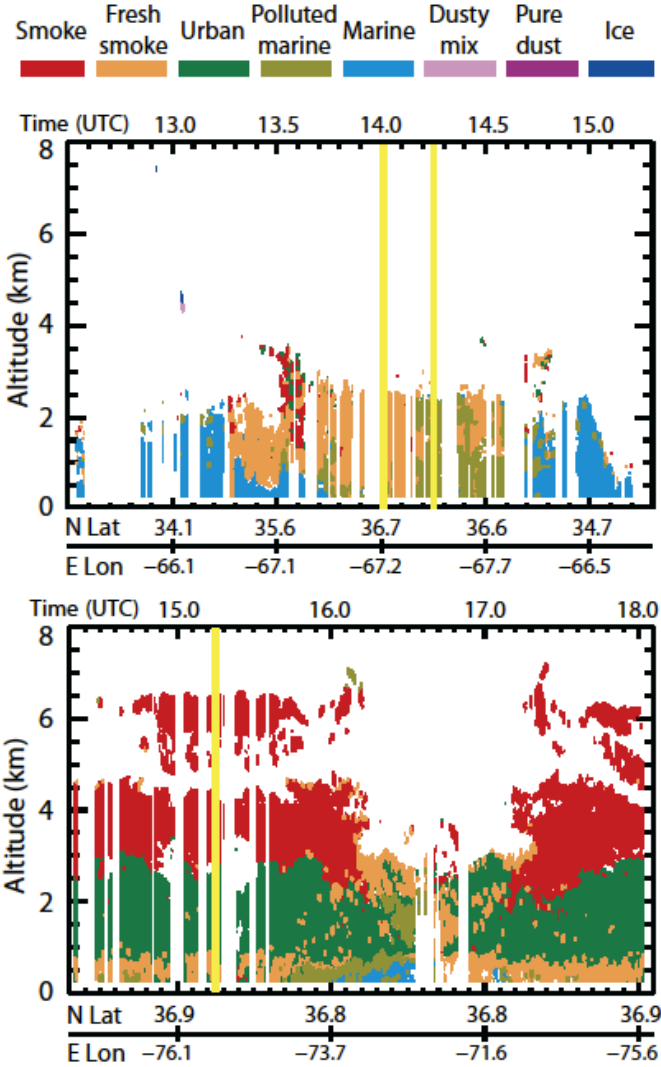 Smoke Fresh smoke Urban Polluted marine Marine Dusty mix Pure dust Ice
Time (UTC) 13.0 13.5 14.0 14.5 15.0
8
6
4
2
0
Altitude (km)
N Lat 34.1 35.6 36.7 36.6 34.7
E Lon −66.1 −67.1 −67.2 −67.7 −66.5
Time (UTC) 15.0 16.0 17.0 18.0
8
6
4
2
0
Altitude (km)
N Lat 36.9 36.8 36.8 36.9
E Lon −76.1 −73.7 −71.6 −75.6